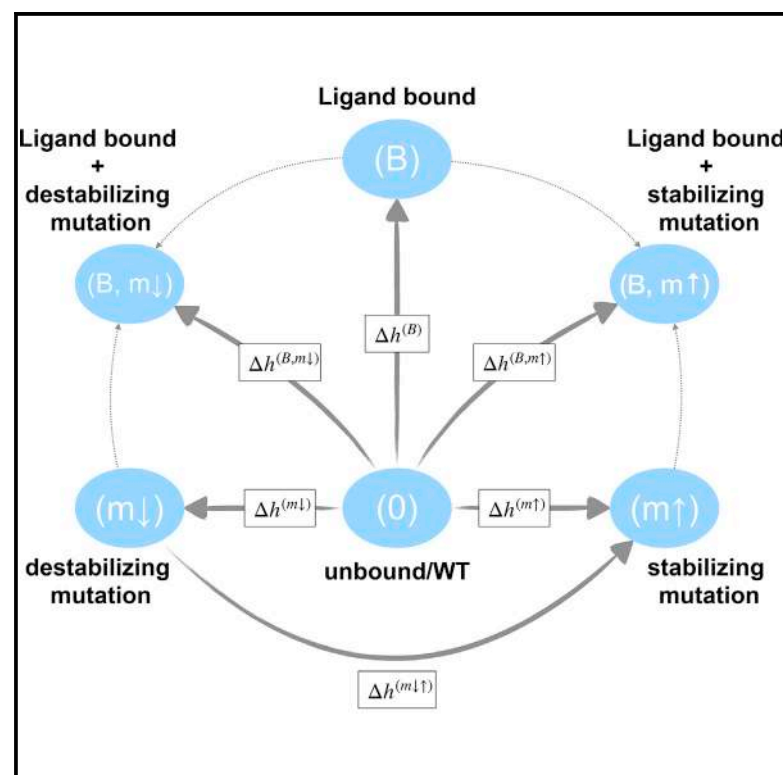 Ligand bound
Ligand bound
+
destabilizing
mutation
(B)
Ligand bound
+
stabilizing
mutation
(B, m↓)
(B, m↑)
Δh^(B)
Δh^(B,m↓)
Δh^(B,m↑)
(m↓)
Δh^(m↓)
(0)
Δh^(m↑)
(m↑)
destabilizing
mutation
unbound/WT
stabilizing
mutation
Δh^(m↓↑)